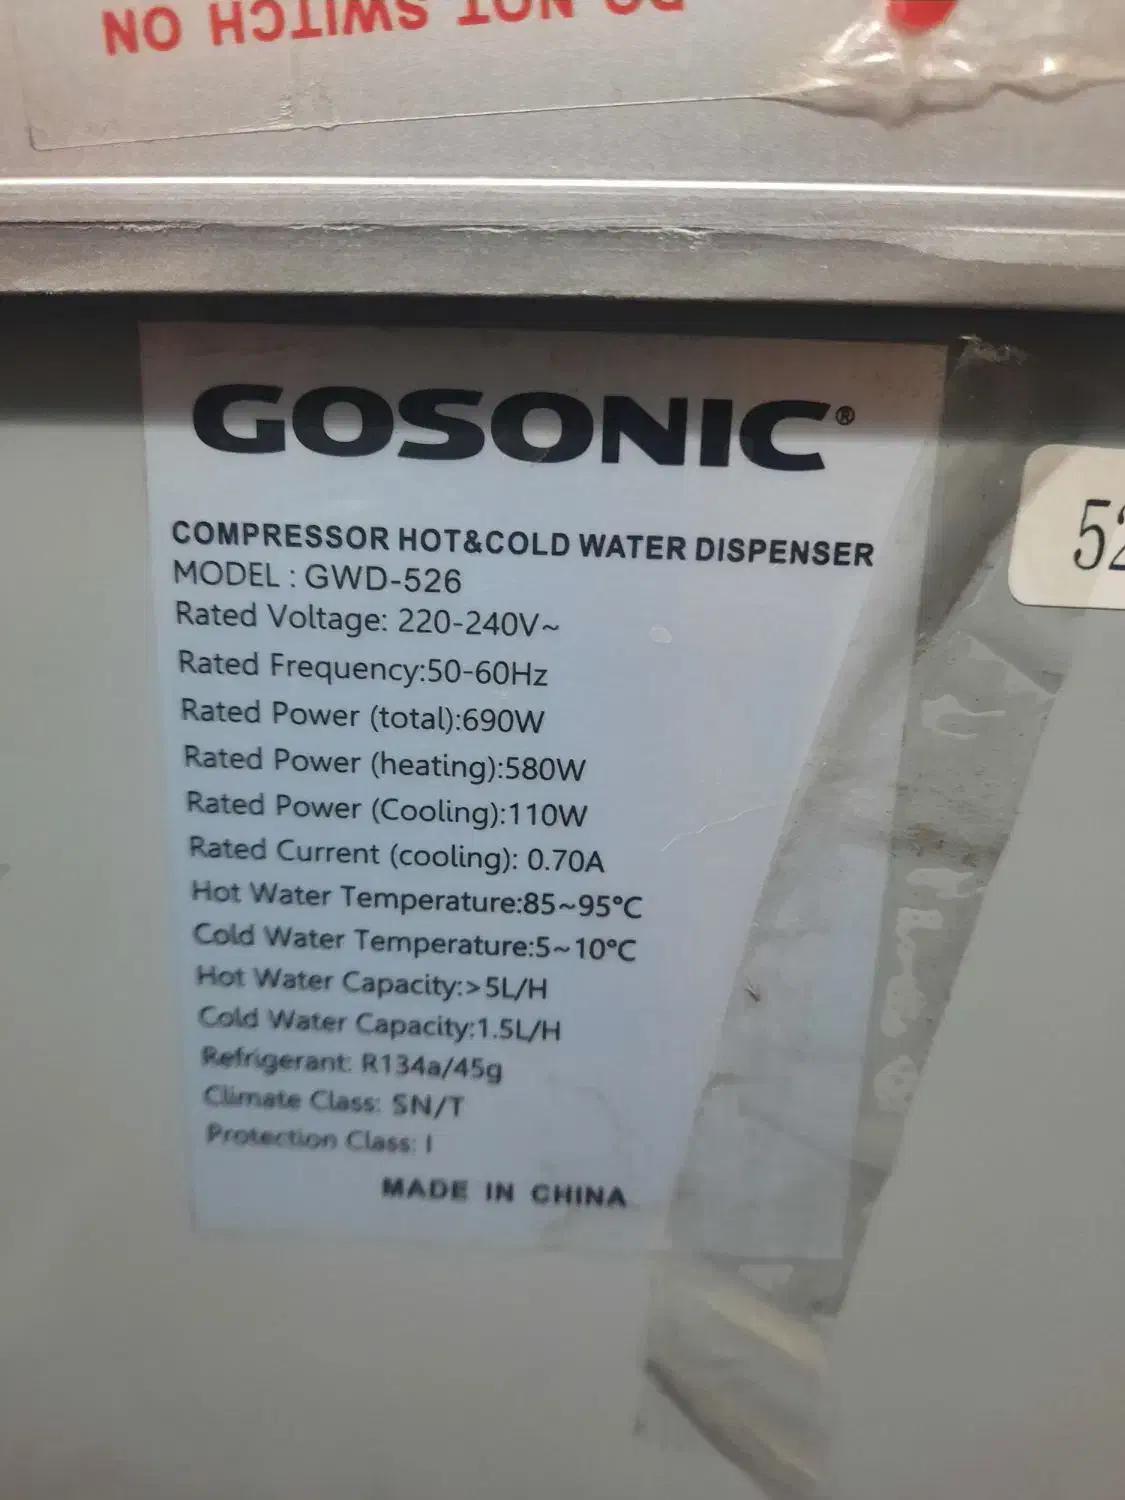 DO NOT SWITCH ON
GOSONIC®
COMPRESSOR HOT&COLD WATER DISPENSER
MODEL : GWD-526
Rated Voltage: 220-240V~
Rated Frequency:50-60Hz
Rated Power (total):690W
Rated Power (heating):580W
Rated Power (Cooling):110W
Rated Current (cooling): 0.70A
Hot Water Temperature:85~95°C
Cold Water Temperature:5~10°C
Hot Water Capacity:>5L/H
Cold Water Capacity:1.5L/H
Refrigerant: R134a/45g
Climate Class: SN/T
Protection Class: I
MADE IN CHINA
52